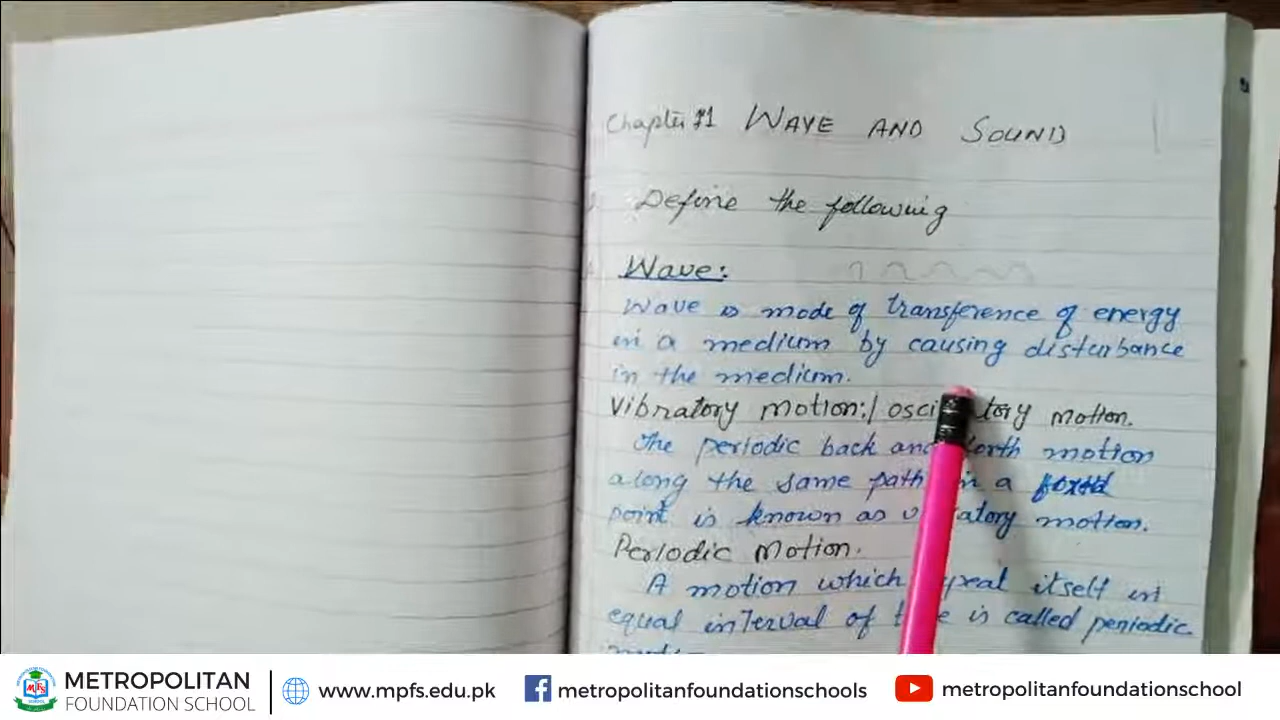 Chapter 11 WAVE AND SOUND
Define the following
Wave:
Wave is mode of transference of energy
in a medium by causing disturbance
in the medium.
Vibratory motion:/ osci tory motion.
The periodic back and forth motion
along the same path in a fixed
point is known as v atory motion.
Periodic Motion.
A motion which epeat itself in
equal interval of t e is called periodic
METROPOLITAN
FOUNDATION SCHOOL
www.mpfs.edu.pk
metropolitanfoundationschools
metropolitanfoundationschool